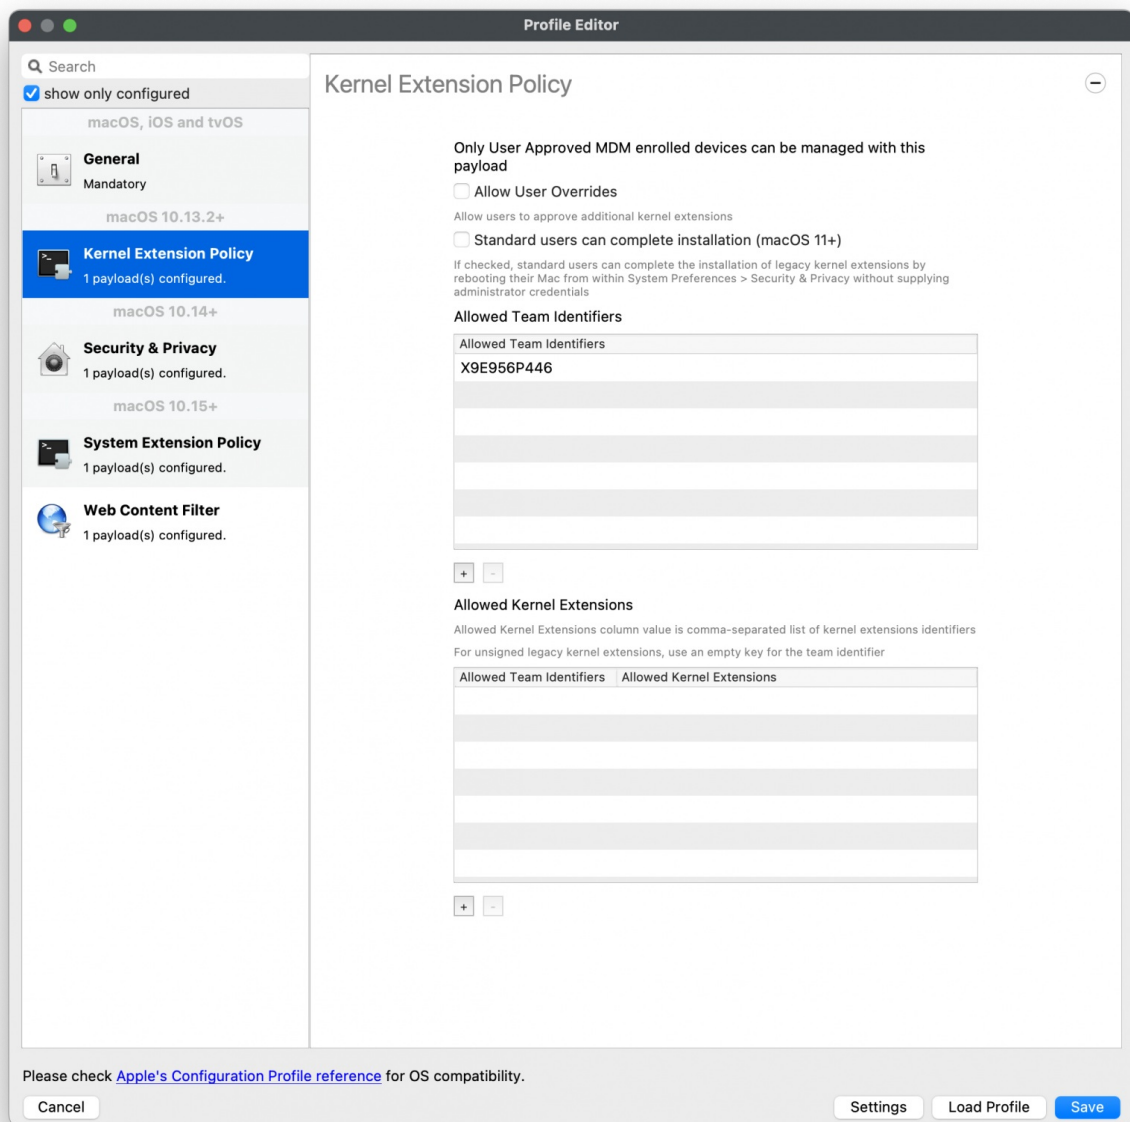 Profile Editor
Search
show only configured
macOS, iOS and tvOS
General
Mandatory
macOS 10.13.2+
Kernel Extension Policy
1 payload(s) configured.
macOS 10.14+
Security & Privacy
1 payload(s) configured.
macOS 10.15+
System Extension Policy
1 payload(s) configured.
Web Content Filter
1 payload(s) configured.
Kernel Extension Policy
Only User Approved MDM enrolled devices can be managed with this
payload
Allow User Overrides
Allow users to approve additional kernel extensions
Standard users can complete installation (macOS 11+)
If checked, standard users can complete the installation of legacy kernel extensions by
rebooting their Mac from within System Preferences > Security & Privacy without supplying
administrator credentials
Allowed Team Identifiers
Allowed Team Identifiers
X9E956P446
+ -
Allowed Kernel Extensions
Allowed Kernel Extensions column value is comma-separated list of kernel extensions identifiers
For unsigned legacy kernel extensions, use an empty key for the team identifier
Allowed Team Identifiers Allowed Kernel Extensions
+ -
Please check Apple's Configuration Profile reference for OS compatibility.
Cancel Settings Load Profile Save